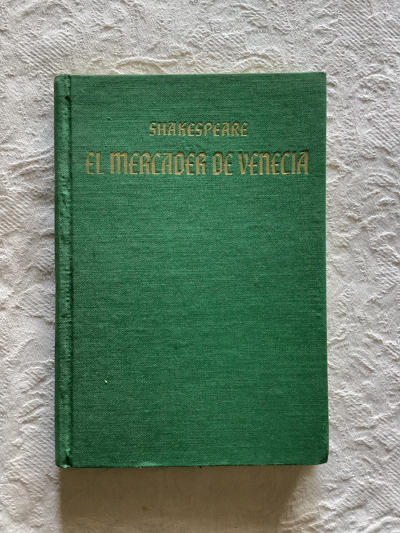 SHAKESPEARE
EL MERCADER DE VENECIA